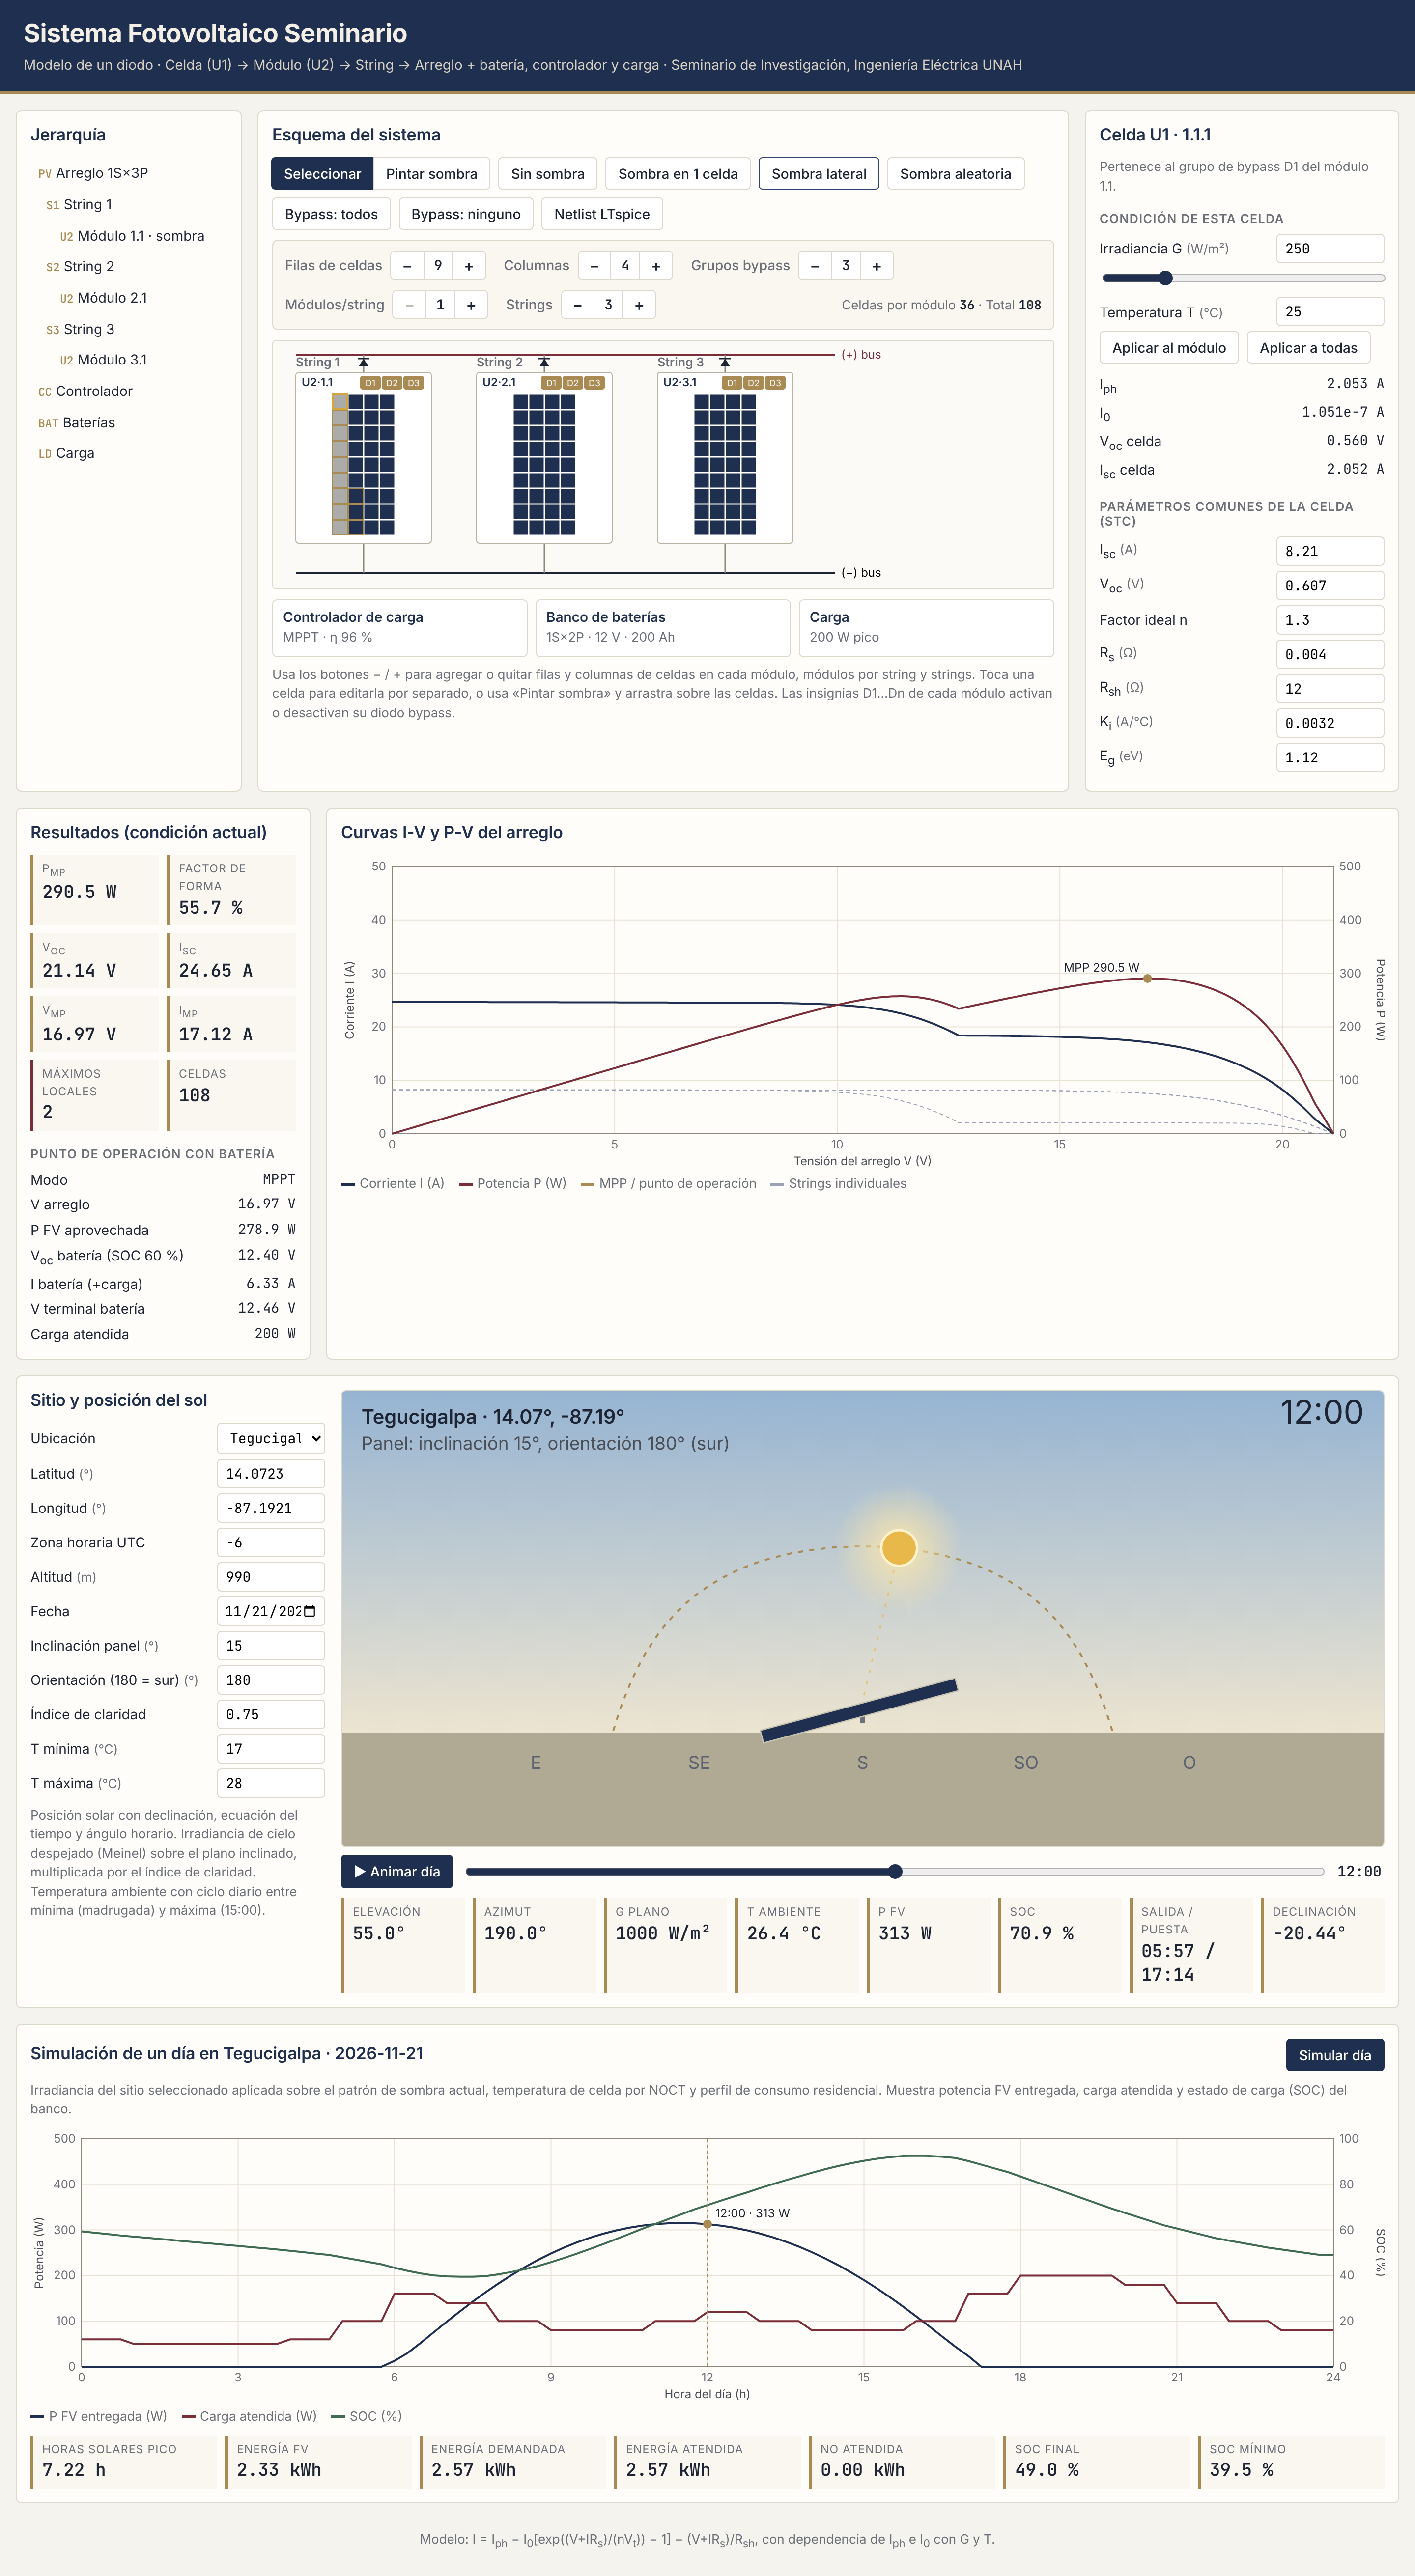 Sistema Fotovoltaico Seminario
Modelo de un diodo · Celda (U1) → Módulo (U2) → String → Arreglo + batería, controlador y carga · Seminario de Investigación, Ingeniería Eléctrica UNAH
Jerarquía
PV Arreglo 1S×3P
S1 String 1
U2 Módulo 1.1 · sombra
S2 String 2
U2 Módulo 2.1
S3 String 3
U2 Módulo 3.1
CC Controlador
BAT Baterías
LD Carga
Esquema del sistema
Seleccionar Pintar sombra Sin sombra Sombra en 1 celda Sombra lateral Sombra aleatoria
Bypass: todos Bypass: ninguno Netlist LTspice
Filas de celdas − 9 + Columnas − 4 + Grupos bypass − 3 +
Módulos/string − 1 + Strings − 3 + Celdas por módulo 36 · Total 108
(+) bus
String 1 String 2 String 3
U2·1.1 D1 D2 D3 U2·2.1 D1 D2 D3 U2·3.1 D1 D2 D3
(−) bus
Controlador de carga
MPPT · η 96 %
Banco de baterías
1S×2P · 12 V · 200 Ah
Carga
200 W pico
Usa los botones − / + para agregar o quitar filas y columnas de celdas en cada módulo, módulos por string y strings. Toca una
celda para editarla por separado, o usa «Pintar sombra» y arrastra sobre las celdas. Las insignias D1…Dn de cada módulo activan
o desactivan su diodo bypass.
Celda U1 · 1.1.1
Pertenece al grupo de bypass D1 del módulo
1.1.
CONDICIÓN DE ESTA CELDA
Irradiancia G (W/m²) 250
Temperatura T (°C) 25
Aplicar al módulo Aplicar a todas
Iph 2.053 A
I0 1.051e-7 A
Voc celda 0.560 V
Isc celda 2.052 A
PARÁMETROS COMUNES DE LA CELDA
(STC)
Isc (A) 8.21
Voc (V) 0.607
Factor ideal n 1.3
Rs (Ω) 0.004
Rsh (Ω) 12
Ki (A/°C) 0.0032
Eg (eV) 1.12
Resultados (condición actual)
PMP
290.5 W
FACTOR DE
FORMA
55.7 %
VOC
21.14 V
ISC
24.65 A
VMP
16.97 V
IMP
17.12 A
MÁXIMOS
LOCALES
2
CELDAS
108
PUNTO DE OPERACIÓN CON BATERÍA
Modo MPPT
V arreglo 16.97 V
P FV aprovechada 278.9 W
Voc batería (SOC 60 %) 12.40 V
I batería (+carga) 6.33 A
V terminal batería 12.46 V
Carga atendida 200 W
Curvas I-V y P-V del arreglo
50 500
40 400
30 300
20 200
10 100
0 0
Corriente I (A)
Potencia P (W)
MPP 290.5 W
0 5 10 15 20
Tensión del arreglo V (V)
Corriente I (A) Potencia P (W) MPP / punto de operación Strings individuales
Sitio y posición del sol
Ubicación Tegucigal
Latitud (°) 14.0723
Longitud (°) -87.1921
Zona horaria UTC -6
Altitud (m) 990
Fecha 11/21/202
Inclinación panel (°) 15
Orientación (180 = sur) (°) 180
Índice de claridad 0.75
T mínima (°C) 17
T máxima (°C) 28
Posición solar con declinación, ecuación del
tiempo y ángulo horario. Irradiancia de cielo
despejado (Meinel) sobre el plano inclinado,
multiplicada por el índice de claridad.
Temperatura ambiente con ciclo diario entre
mínima (madrugada) y máxima (15:00).
Tegucigalpa · 14.07°, -87.19°
12:00
Panel: inclinación 15°, orientación 180° (sur)
E SE S SO O
▶ Animar día 12:00
ELEVACIÓN
55.0°
AZIMUT
190.0°
G PLANO
1000 W/m²
T AMBIENTE
26.4 °C
P FV
313 W
SOC
70.9 %
SALIDA /
PUESTA
05:57 /
17:14
DECLINACIÓN
-20.44°
Simulación de un día en Tegucigalpa · 2026-11-21
Simular día
Irradiancia del sitio seleccionado aplicada sobre el patrón de sombra actual, temperatura de celda por NOCT y perfil de consumo residencial. Muestra potencia FV entregada, carga atendida y estado de carga (SOC) del
banco.
500 100
400 80
300 60
200 40
100 20
0 0
Potencia (W)
SOC (%)
12:00 · 313 W
0 3 6 9 12 15 18 21 24
Hora del día (h)
P FV entregada (W) Carga atendida (W) SOC (%)
HORAS SOLARES PICO
7.22 h
ENERGÍA FV
2.33 kWh
ENERGÍA DEMANDADA
2.57 kWh
ENERGÍA ATENDIDA
2.57 kWh
NO ATENDIDA
0.00 kWh
SOC FINAL
49.0 %
SOC MÍNIMO
39.5 %
Modelo: I = Iph − I0[exp((V+IRs)/(nVt)) − 1] − (V+IRs)/Rsh, con dependencia de Iph e I0 con G y T.